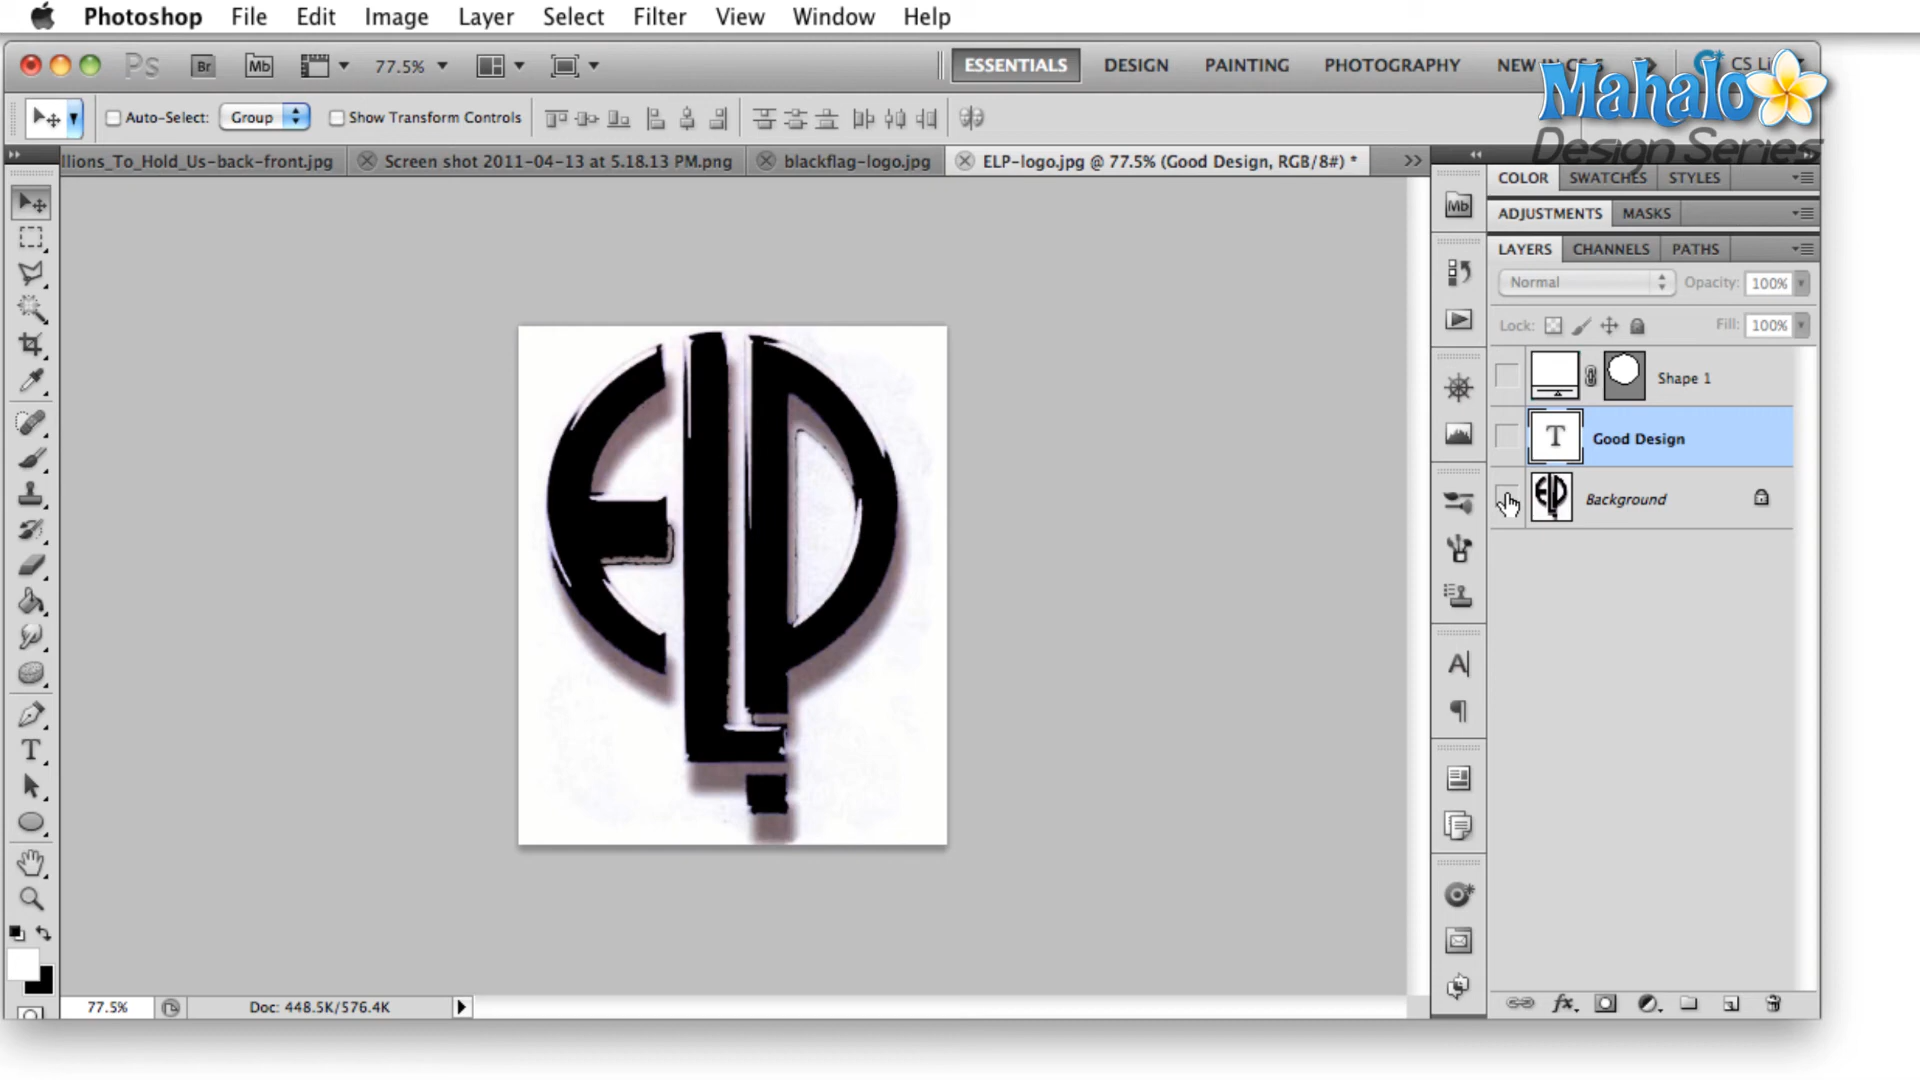 Photoshop File Edit Image Layer Select Filter View Window Help
Ps Br Mb 77.5% ESSENTIALS DESIGN PAINTING PHOTOGRAPHY
Mahalo
Design Series
Auto-Select: Group Show Transform Controls
llions_To_Hold_Us-back-front.jpg Screen shot 2011-04-13 at 5.18.13 PM.png blackflag-logo.jpg ELP-logo.jpg @ 77.5% (Good Design, RGB/8#) * >>
COLOR SWATCHES STYLES
Mb
ADJUSTMENTS MASKS
LAYERS CHANNELS PATHS
Normal Opacity: 100%
Lock: Fill: 100%
Shape 1
T Good Design
Background
ELP
77.5% Doc: 448.5K/576.4K